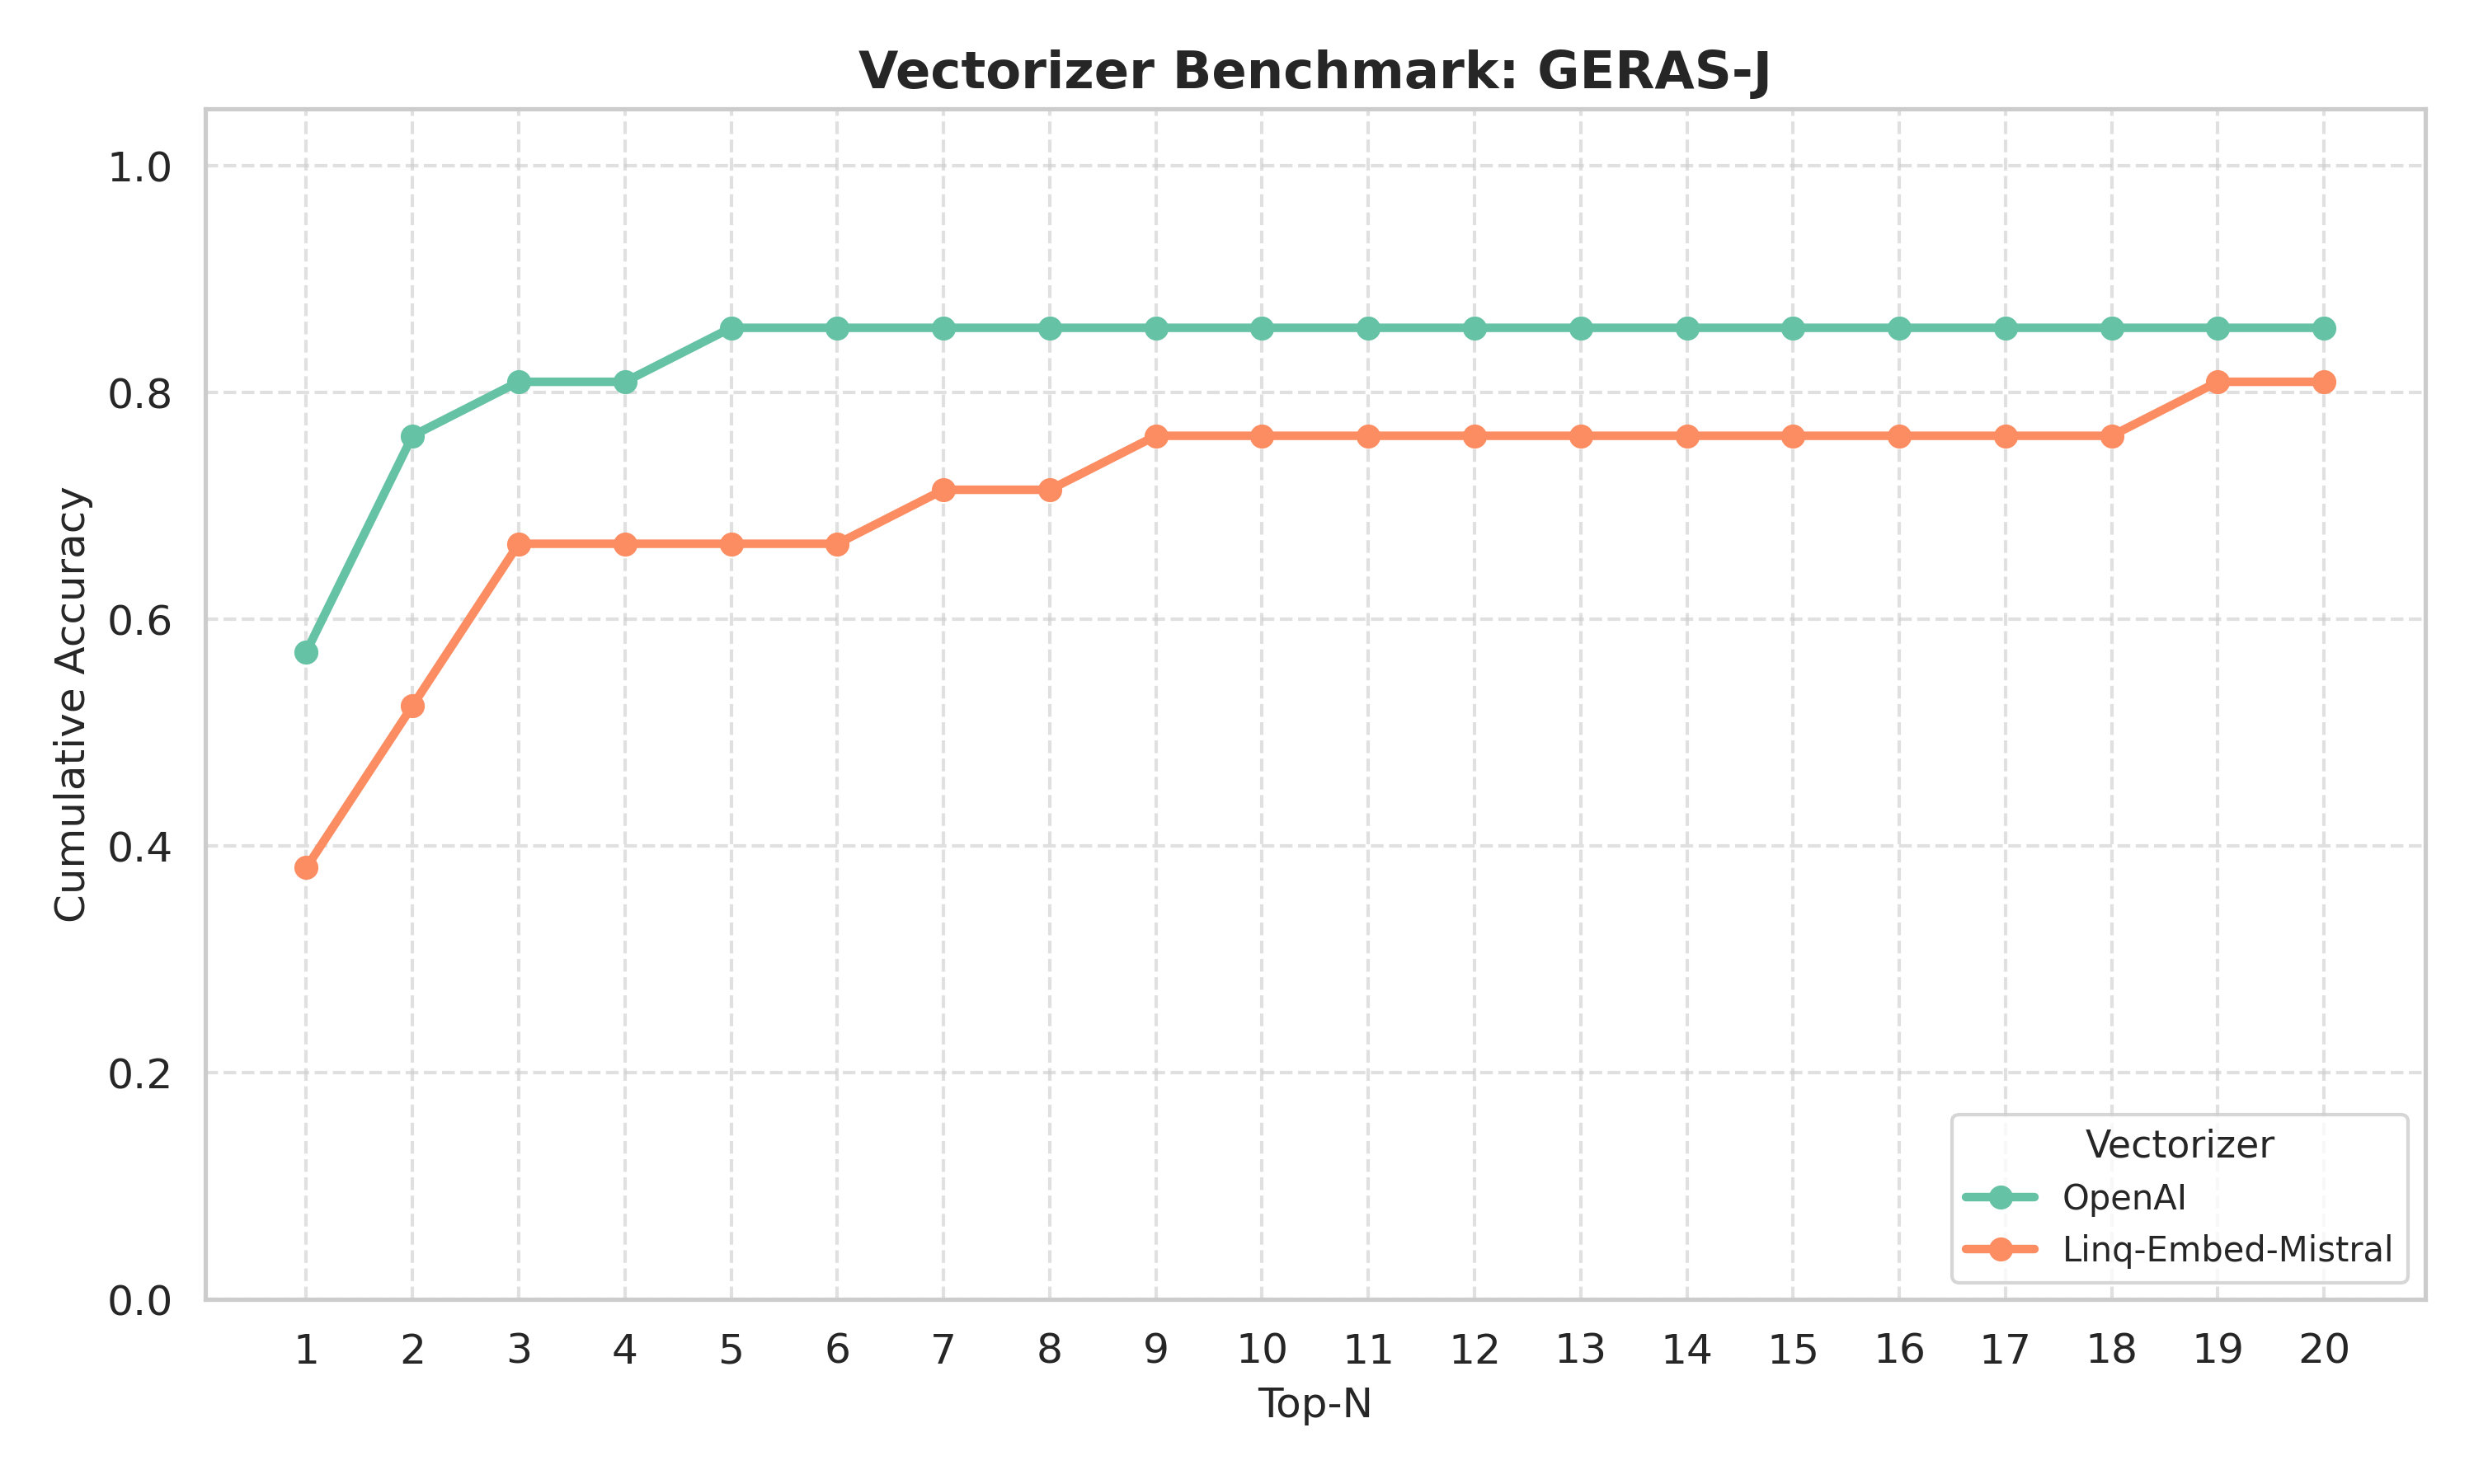 Vectorizer Benchmark: GERAS-J
Cumulative Accuracy
1.0
0.8
0.6
0.4
0.2
0.0
Vectorizer
OpenAI
Linq-Embed-Mistral
1 2 3 4 5 6 7 8 9 10 11 12 13 14 15 16 17 18 19 20
Top-N